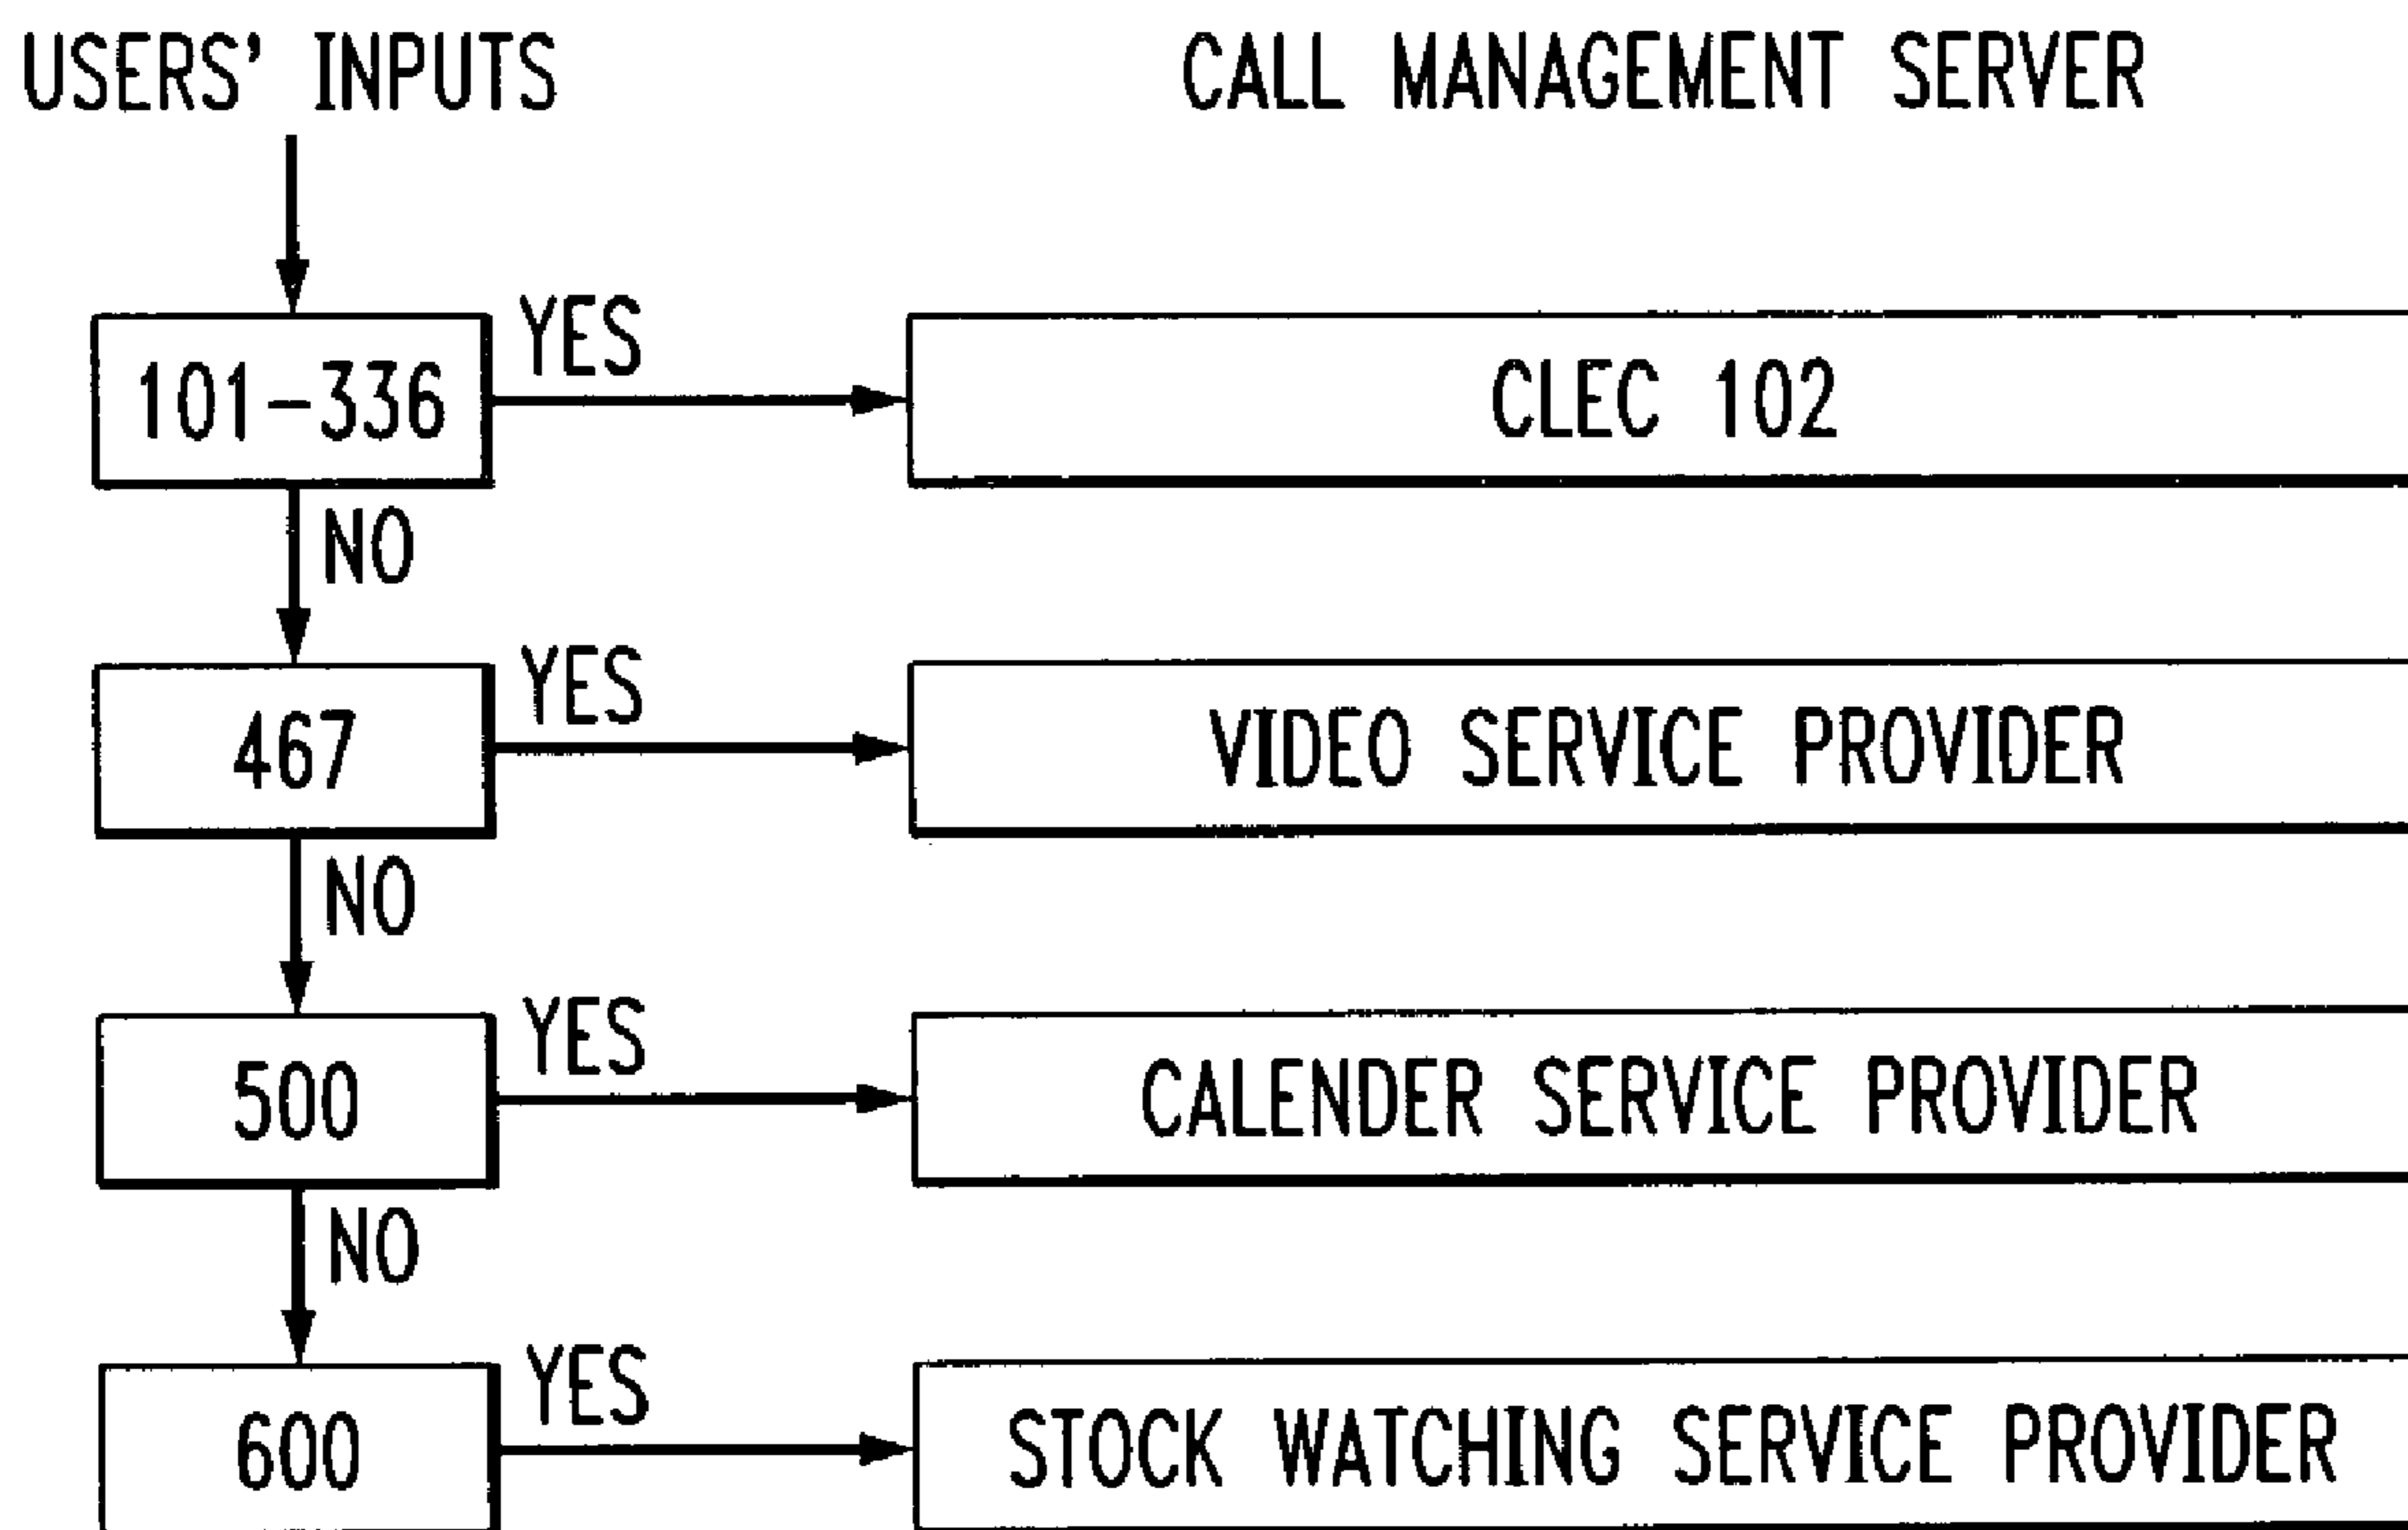 USERS' INPUTS
CALL MANAGEMENT SERVER
101-336
YES
CLEC 102
NO
467
YES
VIDEO SERVICE PROVIDER
NO
500
YES
CALENDER SERVICE PROVIDER
NO
600
YES
STOCK WATCHING SERVICE PROVIDER